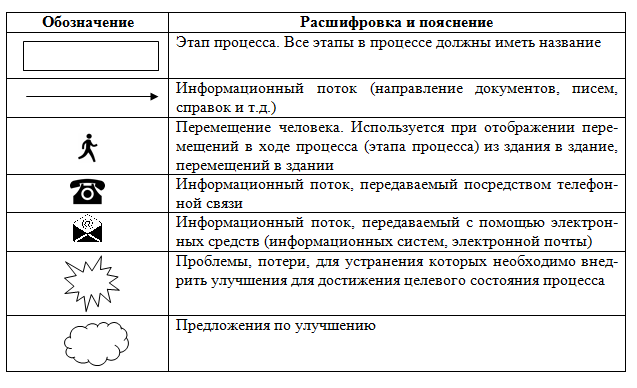 Обозначение
Расшифровка и пояснение
Этап процесса. Все этапы в процессе должны иметь название
Информационный поток (направление документов, писем,
справок и т.д.)
Перемещение человека. Используется при отображении пере-
мещений в ходе процесса (этапа процесса) из здания в здание,
перемещений в здании
Информационный поток, передаваемый посредством телефон-
ной связи
Информационный поток, передаваемый с помощью электрон-
ных средств (информационных систем, электронной почты)
Проблемы, потери, для устранения которых необходимо внед-
рить улучшения для достижения целевого состояния процесса
Предложения по улучшению